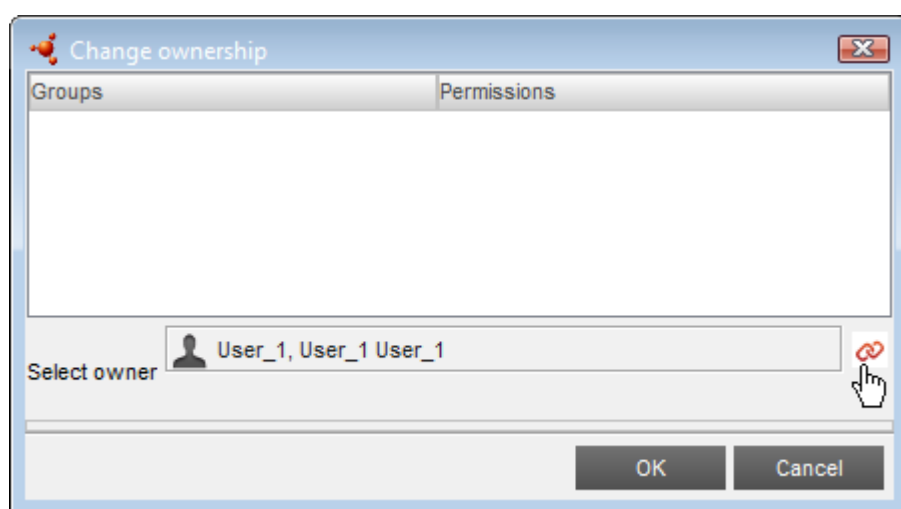 Change ownership
Groups Permissions
User_1, User_1 User_1
Select owner
OK Cancel